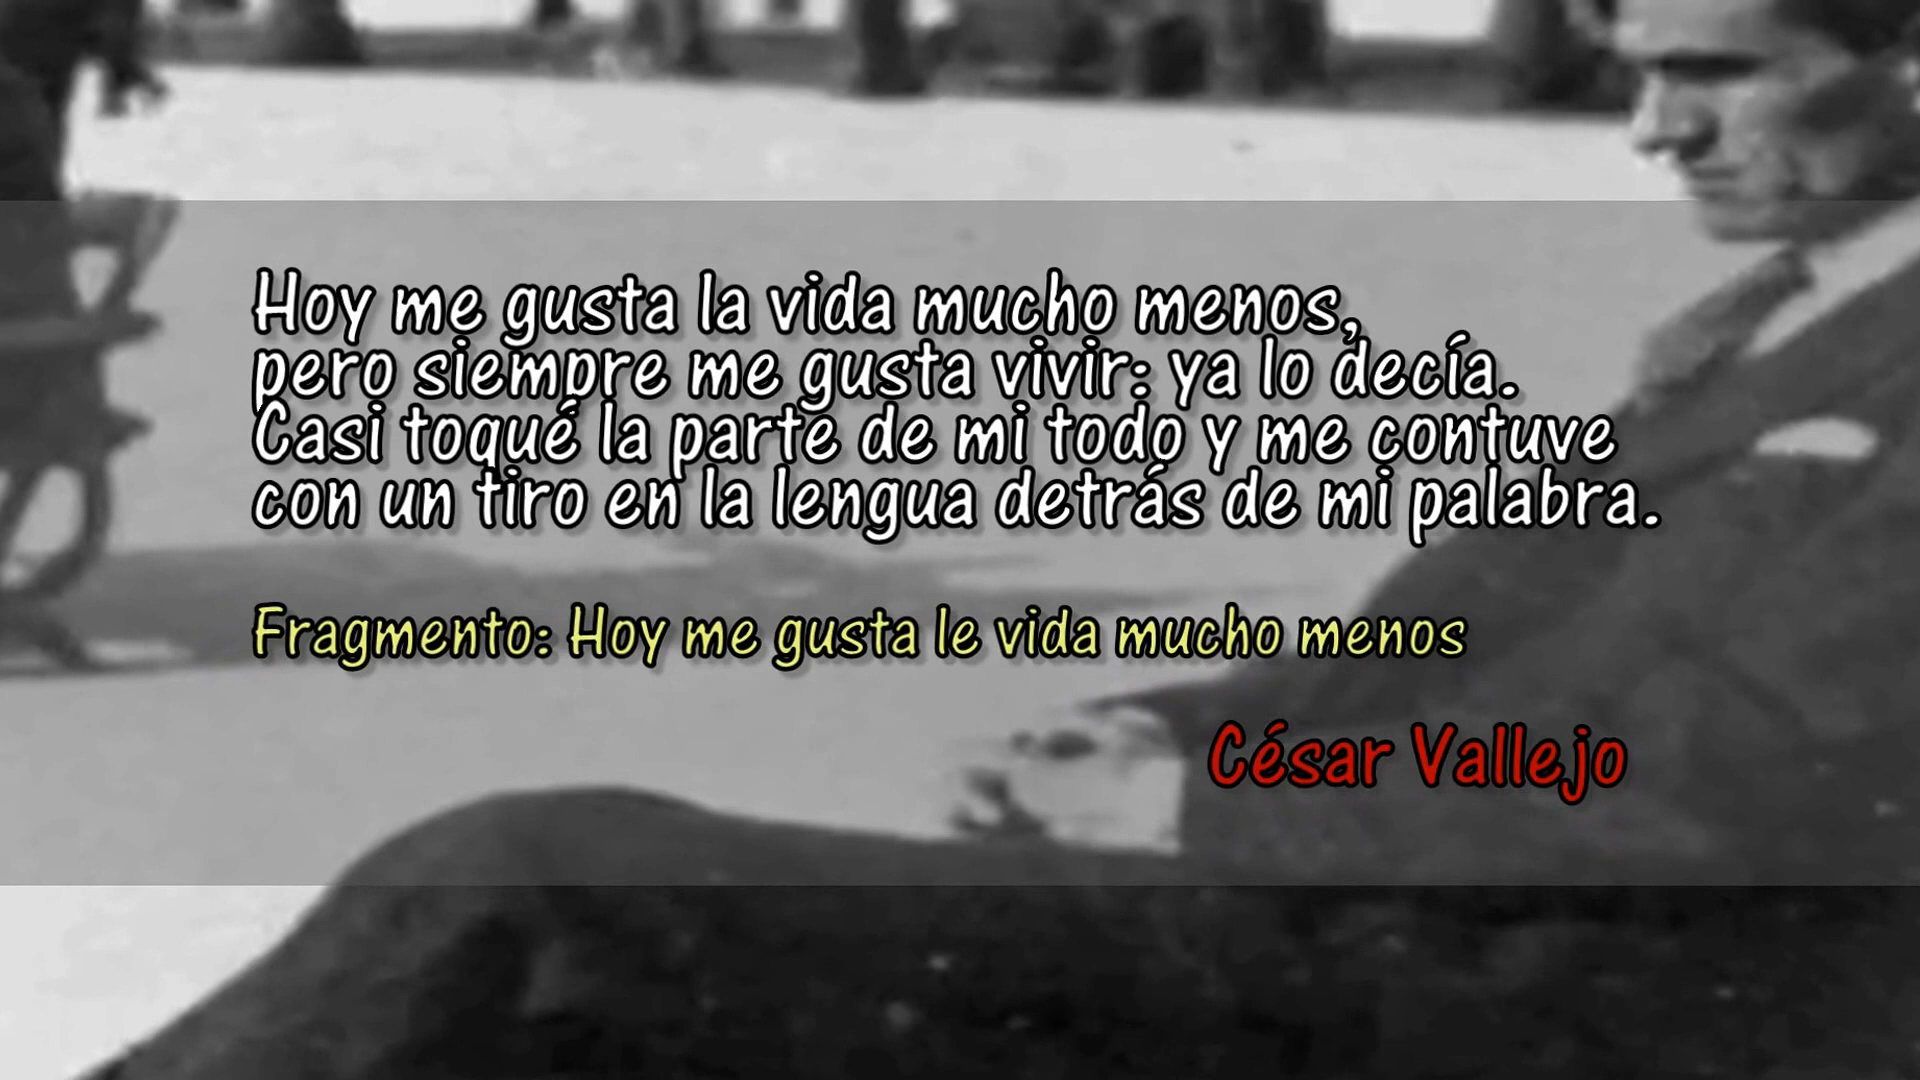 Hoy me gusta la vida mucho menos,
pero siempre me gusta vivir: ya lo decía.
Casi toqué la parte de mi todo y me contuve
con un tiro en la lengua detrás de mi palabra.
Fragmento: Hoy me gusta le vida mucho menos
César Vallejo